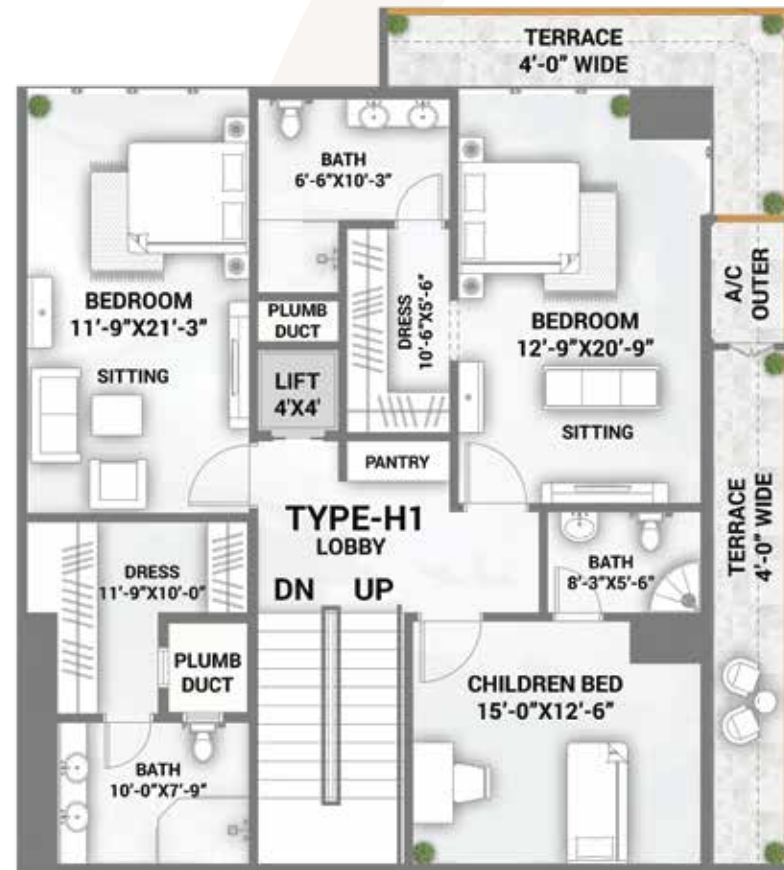 TERRACE
4'-0" WIDE
BATH
6'-6"X10'-3"
BEDROOM
11'-9"X21'-3"
SITTING
PLUMB
DUCT
LIFT
4'X4'
DRESS
10'-6"X5'-6"
BEDROOM
12'-9"X20'-9"
SITTING
A/C
OUTER
PANTRY
TYPE-H1
LOBBY
DN UP
DRESS
11'-9"X10'-0"
PLUMB
DUCT
BATH
8'-3"X5'-6"
TERRACE
4'-0" WIDE
CHILDREN BED
15'-0"X12'-6"
BATH
10'-0"X7'-9"